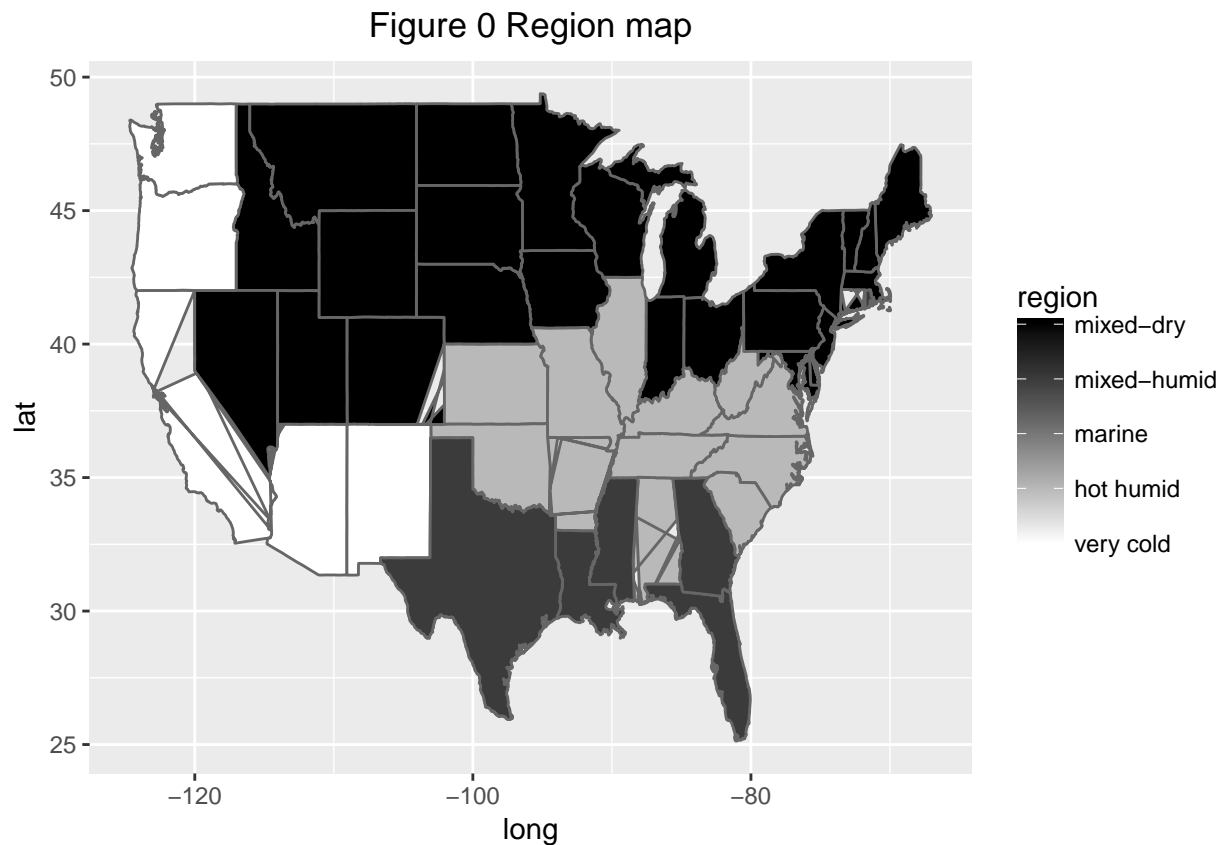 Figure 0 Region map
50
45
40
35
30
25
lat
−120
−100
−80
long
region
mixed−dry
mixed−humid
marine
hot humid
very cold